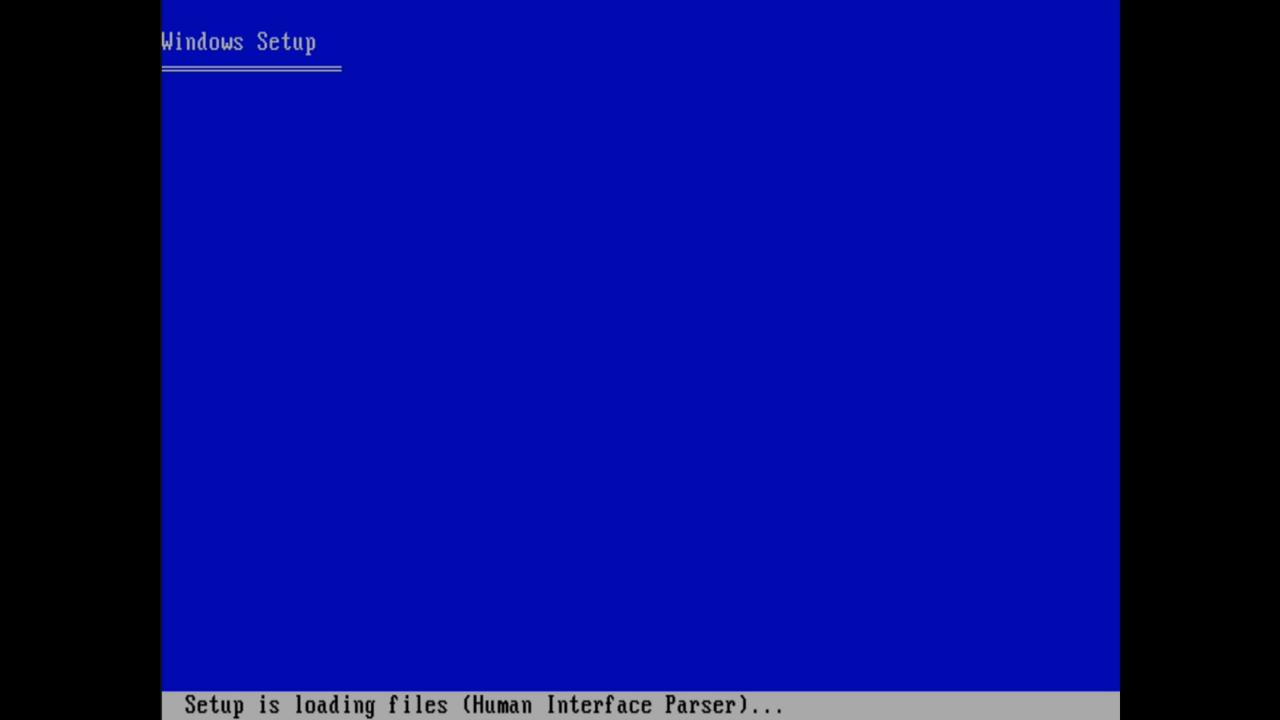 Windows Setup
Setup is loading files (Human Interface Parser)...